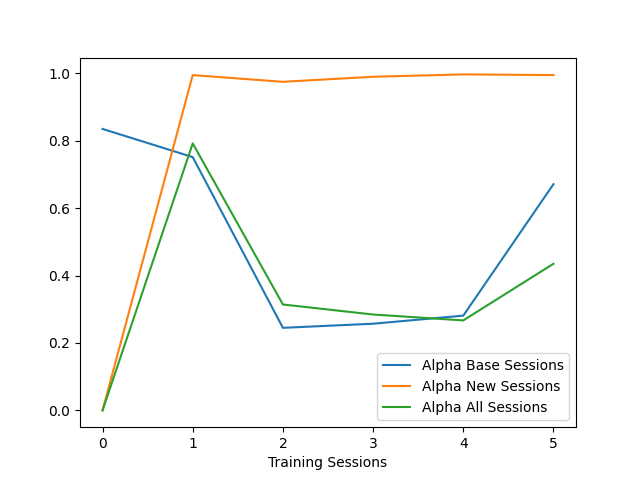 1.0
0.8
0.6
0.4
0.2
0.0
0 1 2 3 4 5
Training Sessions
Alpha Base Sessions
Alpha New Sessions
Alpha All Sessions